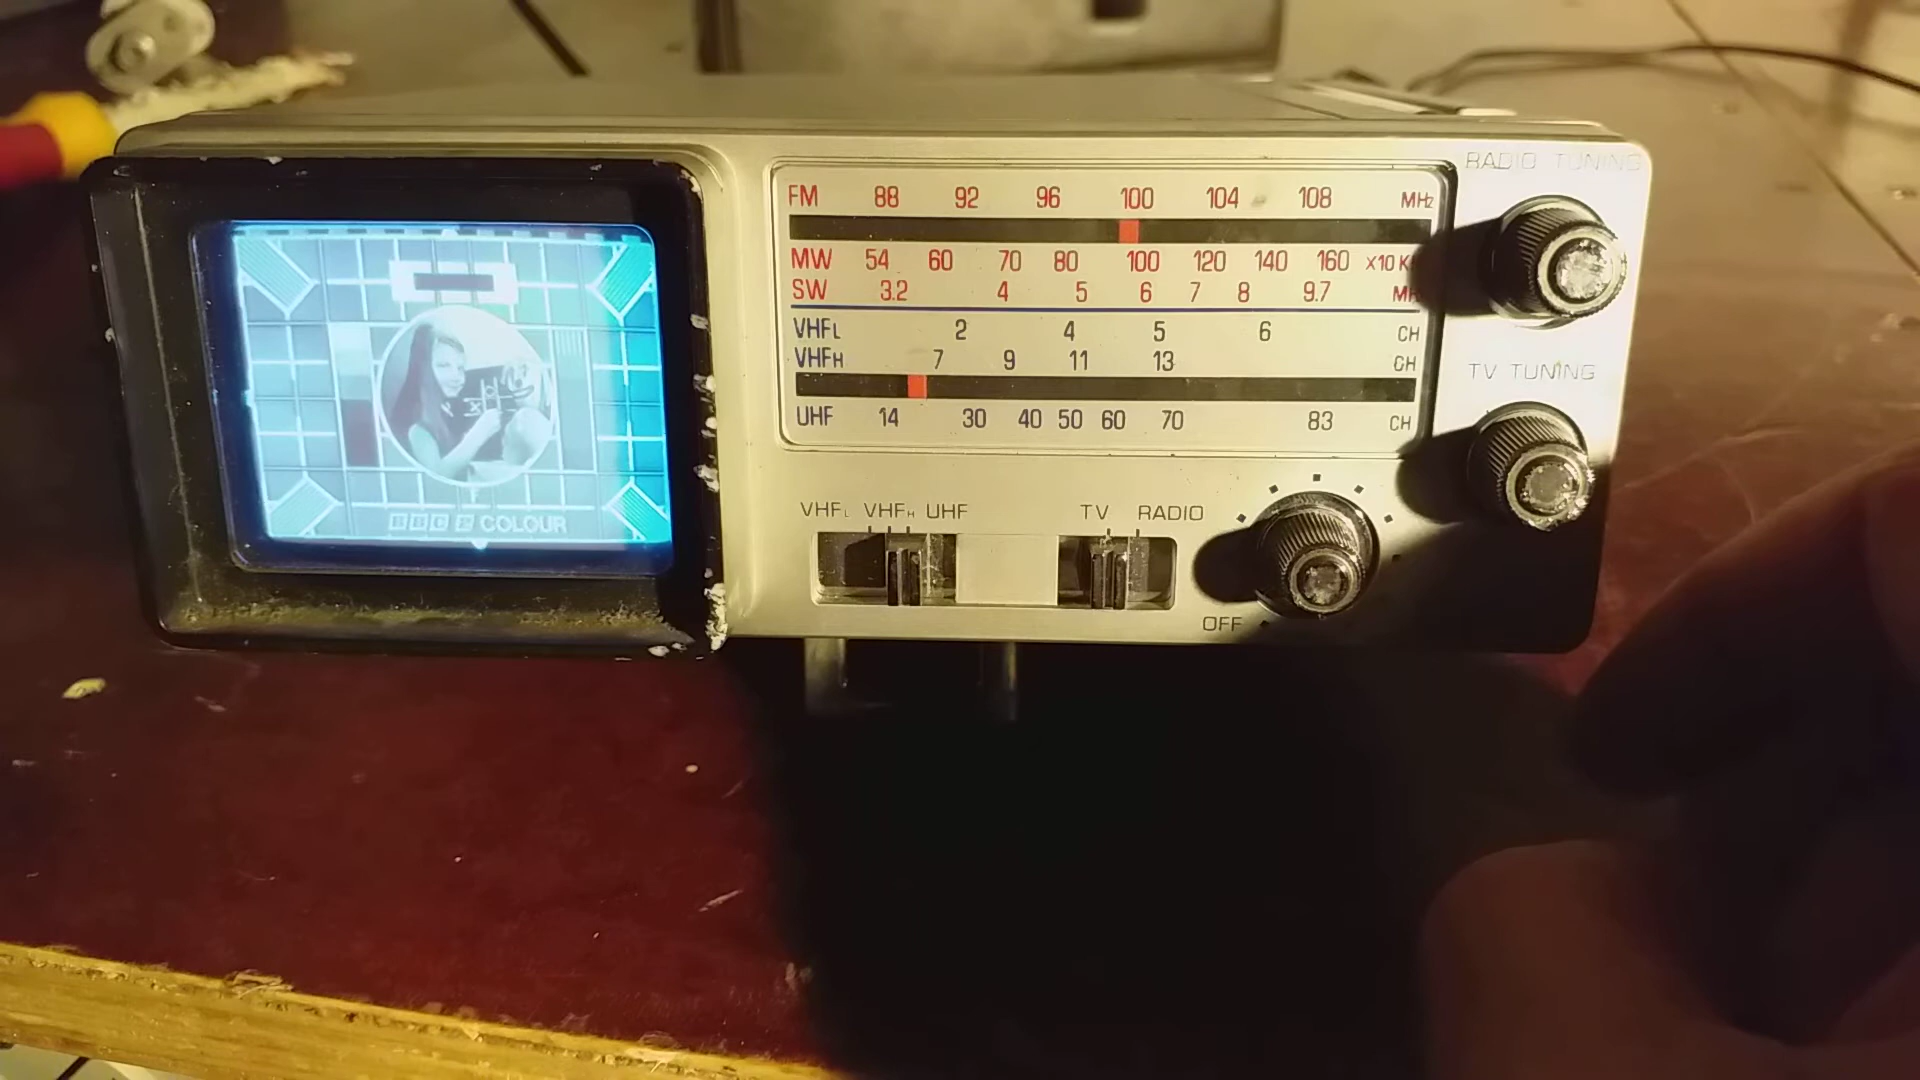 RADIO TUNING
FM 88 92 96 100 104 108 MHz
MW 54 60 70 80 100 120 140 160 x10 K
SW 3.2 4 5 6 7 8 9.7 M
VHFL 2 4 5 6 CH
VHFH 7 9 11 13 CH
TV TUNING
UHF 14 30 40 50 60 70 83 CH
VHFL VHFH UHF TV RADIO
BBC 2 COLOUR
OFF